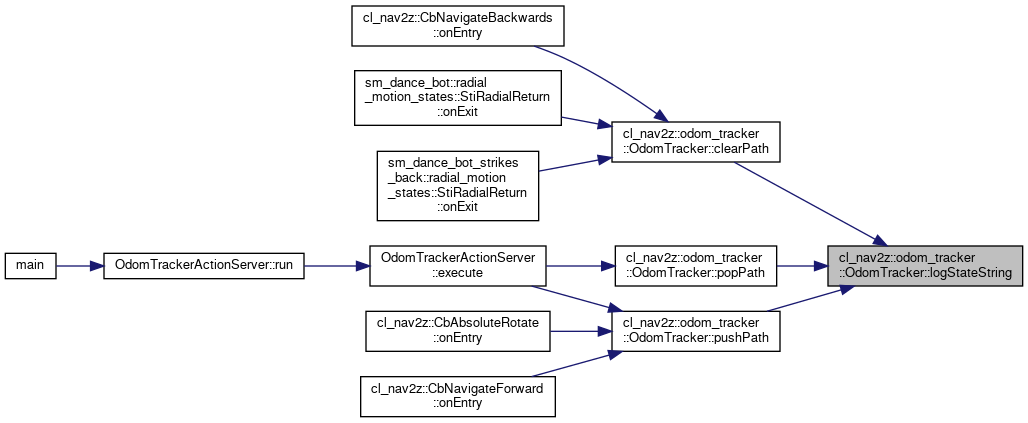 cl_nav2z::CbNavigateBackwards
::onEntry
sm_dance_bot::radial
_motion_states::StiRadialReturn
::onExit
cl_nav2z::odom_tracker
::OdomTracker::clearPath
sm_dance_bot_strikes
_back::radial_motion
_states::StiRadialReturn
::onExit
main
OdomTrackerActionServer::run
OdomTrackerActionServer
::execute
cl_nav2z::odom_tracker
::OdomTracker::popPath
cl_nav2z::odom_tracker
::OdomTracker::logStateString
cl_nav2z::CbAbsoluteRotate
::onEntry
cl_nav2z::odom_tracker
::OdomTracker::pushPath
cl_nav2z::CbNavigateForward
::onEntry